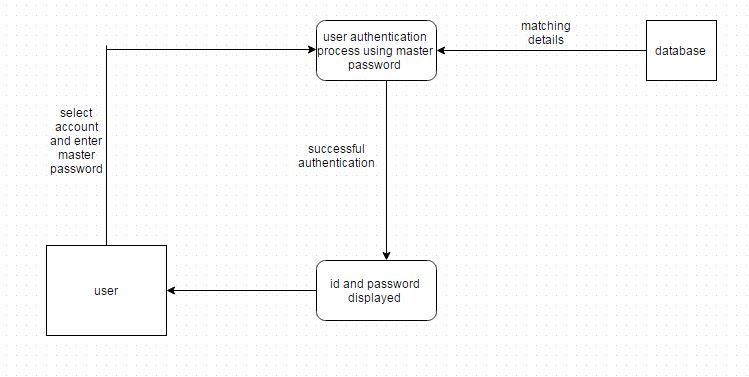 user authentication
process using master
password
matching
details
database
select
account
and enter
master
password
successful
authentication
user
id and password
displayed